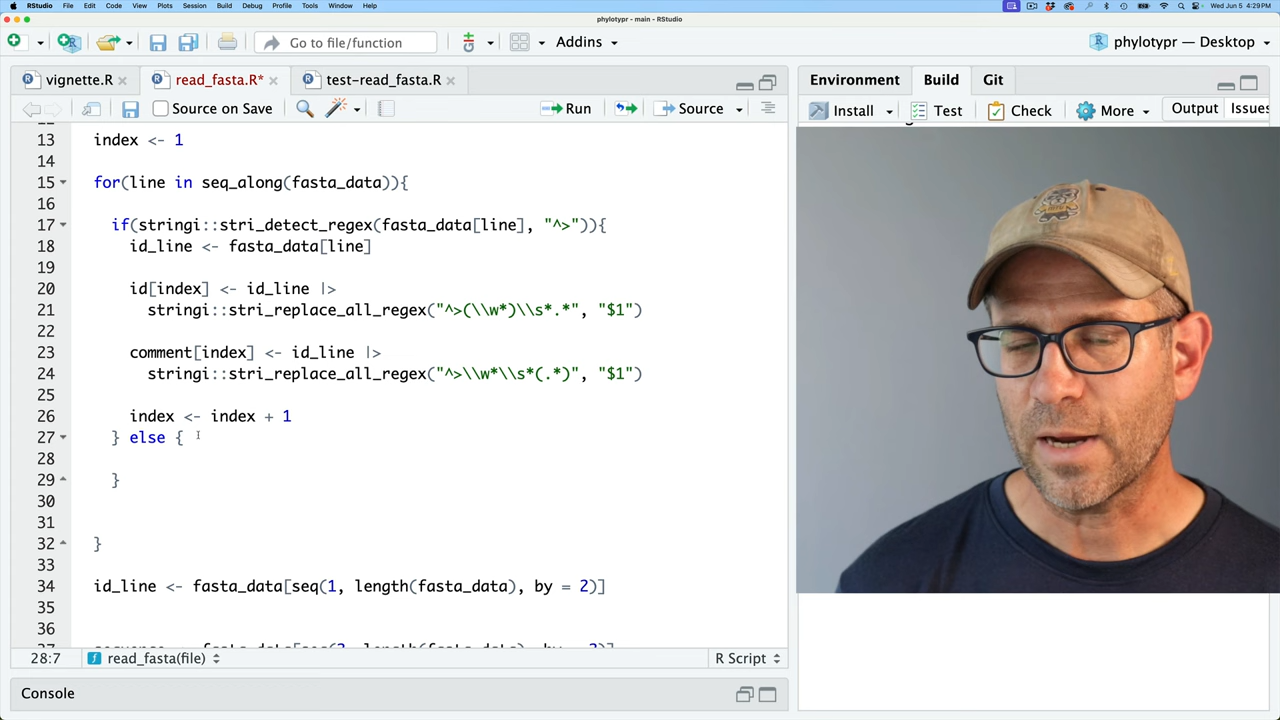 RStudio File Edit Code View Plots Session Build Debug Profile Tools Window Help Wed Jun 5 4:29 PM
phylotypr - main - RStudio
Go to file/function Addins phylotypr — Desktop
vignette.R read_fasta.R* test-read_fasta.R Environment Build Git
Source on Save Run Source Install Test Check More Output Issues
13 index <- 1
14
15 for(line in seq_along(fasta_data)){
16
17 if(stringi::stri_detect_regex(fasta_data[line], "^>")){
18 id_line <- fasta_data[line]
19
20 id[index] <- id_line |>
21 stringi::stri_replace_all_regex("^>(\\w*)\\s*.*", "$1")
22
23 comment[index] <- id_line |>
24 stringi::stri_replace_all_regex("^>\\w*\\s*(.*)", "$1")
25
26 index <- index + 1
27 } else {
28
29 }
30
31
32 }
33
34 id_line <- fasta_data[seq(1, length(fasta_data), by = 2)]
35
36
28:7 read_fasta(file) R Script
Console